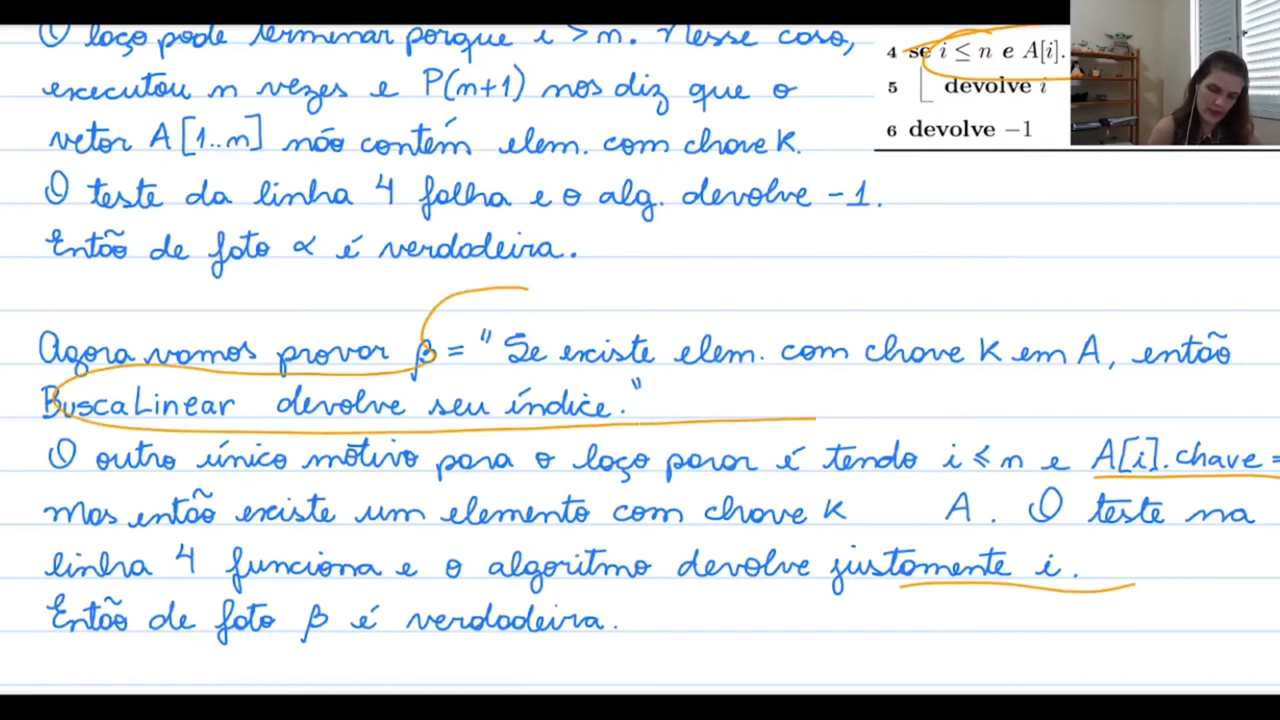 O laço pode terminar porque i > n. Nesse caso,
executou n vezes e P(n+1) nos diz que o
vetor A[1..n] não contém elem. com chave K.
O teste da linha 4 falha e o alg. devolve -1.
Então de fato α é verdadeira.
4 se i ≤ n e A[i].
5 devolve i
6 devolve −1
Agora vamos provar β = "Se existe elem. com chave K em A, então
BuscaLinear devolve seu índice."
O outro único motivo para o laço parar é tendo i ≤ n e A[i].chave =
Mas então existe um elemento com chave K A. O teste na
linha 4 funciona e o algoritmo devolve justamente i.
Então de fato β é verdadeira.